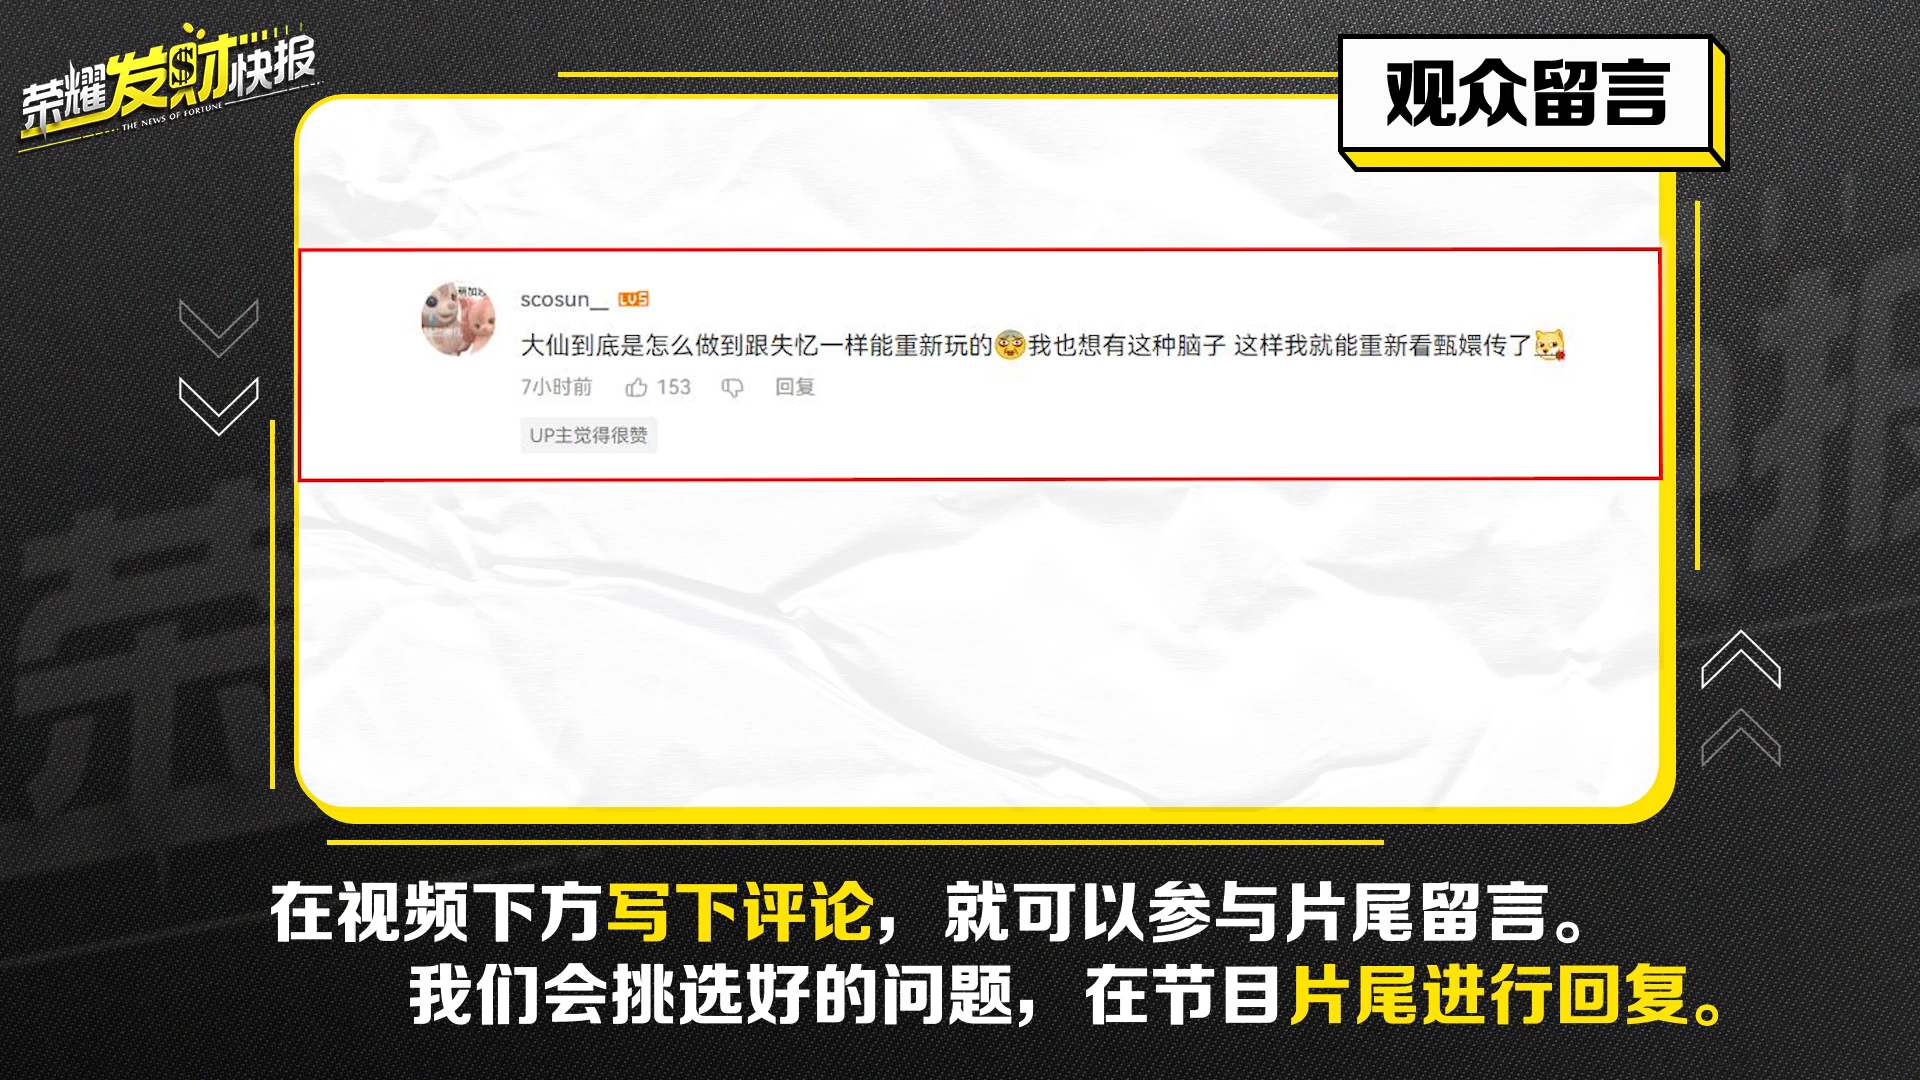 荣耀发财快报
THE NEWS OF FORTUNE
观众留言
scosun__ LV5
大仙到底是怎么做到跟失忆一样能重新玩的我也想有这种脑子 这样我就能重新看甄嬛传了
7小时前 153 回复
UP主觉得很赞
在视频下方写下评论，就可以参与片尾留言。
我们会挑选好的问题，在节目片尾进行回复。